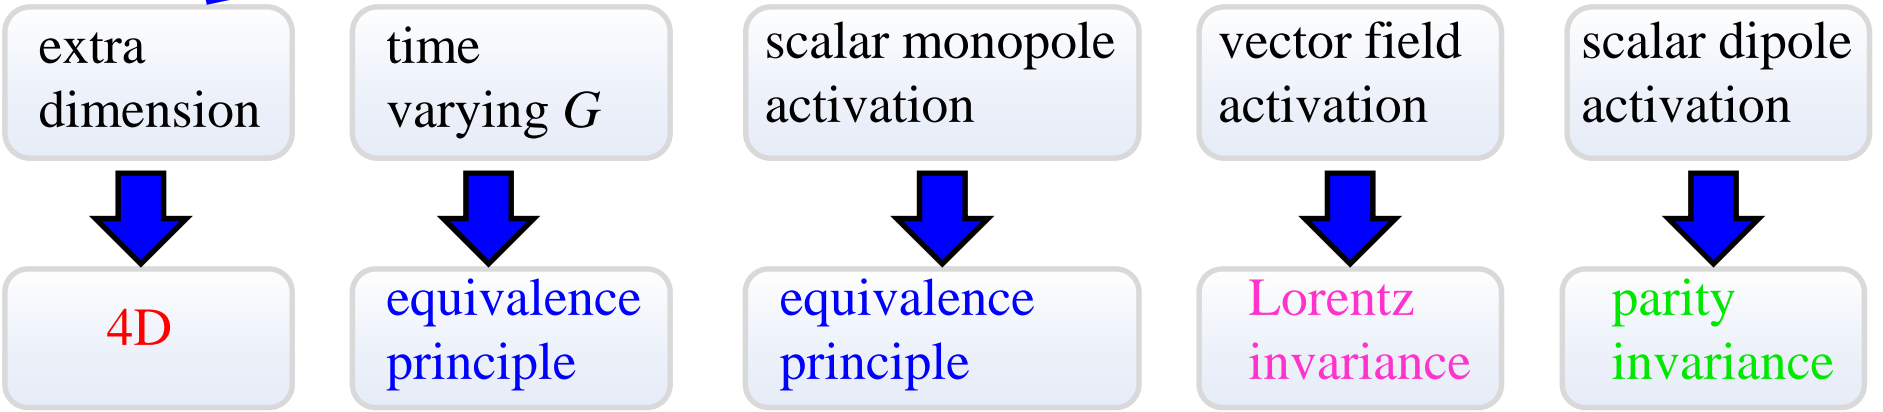 extra
dimension
time
varying G
scalar monopole
activation
vector field
activation
scalar dipole
activation
4D
equivalence
principle
equivalence
principle
Lorentz
invariance
parity
invariance